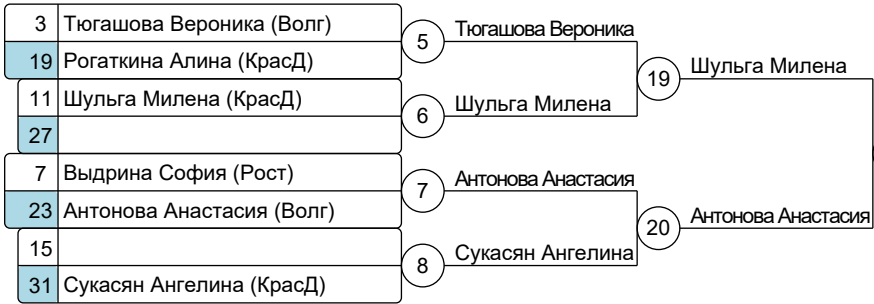 3 Тюгашова Вероника (Волг)
19 Рогаткина Алина (КрасД)
11 Шульга Милена (КрасД)
27
7 Выдрина София (Рост)
23 Антонова Анастасия (Волг)
15
31 Сукасян Ангелина (КрасД)
5 Тюгашова Вероника
6 Шульга Милена
7 Антонова Анастасия
8 Сукасян Ангелина
19 Шульга Милена
20 Антонова Анастасия